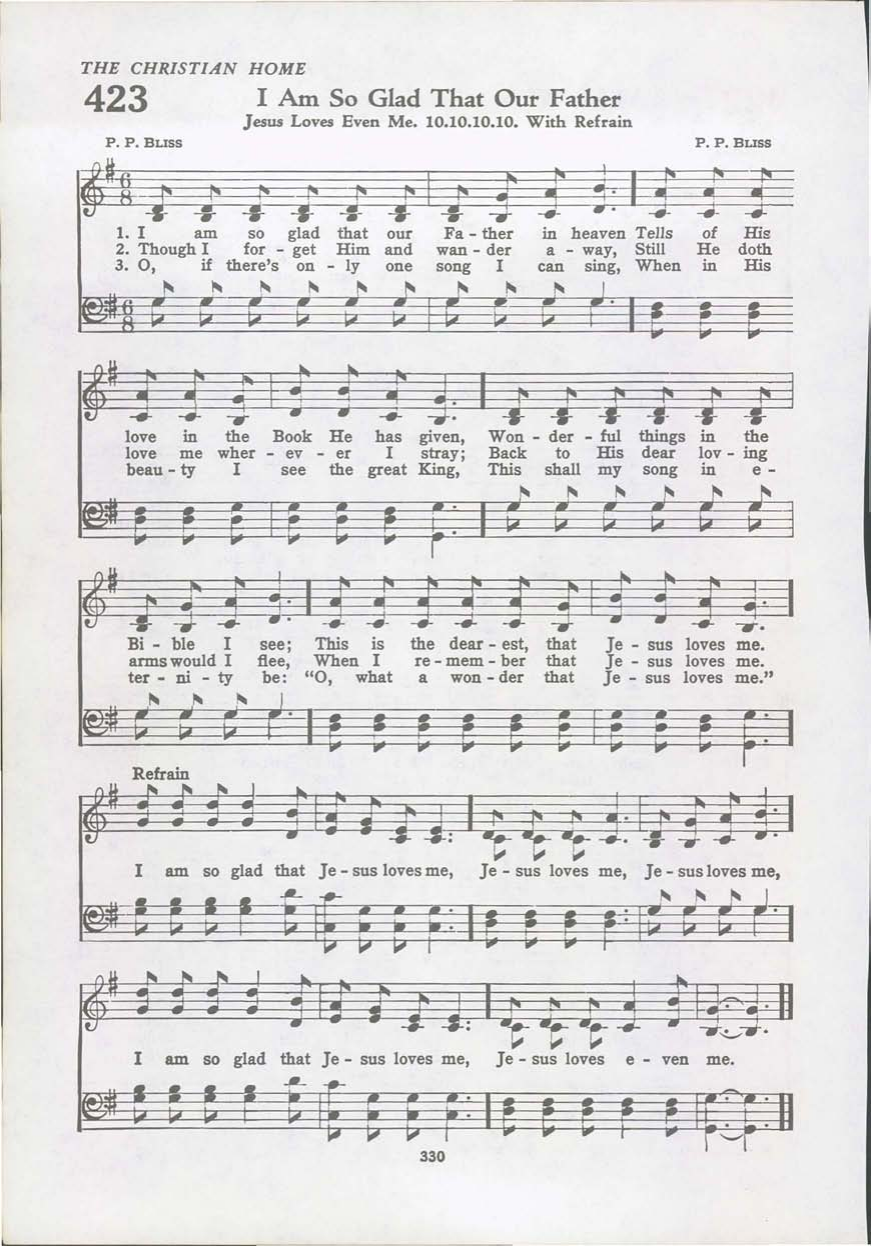 THE CHRISTIAN HOME
423 I Am So Glad That Our Father
Jesus Loves Even Me. 10.10.10.10. With Refrain
P. P. BLISS P. P. BLISS
1. I am so glad that our Fa - ther in heaven Tells of His
2. Though I for - get Him and wan - der a - way, Still He doth
3. O, if there's on - ly one song I can sing, When in His
love in the Book He has given, Won - der - ful things in the
love me wher - ev - er I stray; Back to His dear lov - ing
beau - ty I see the great King, This shall my song in e -
Bi - ble I see; This is the dear - est, that Je - sus loves me.
arms would I flee, When I re - mem - ber that Je - sus loves me.
ter - ni - ty be: “O, what a won - der that Je - sus loves me.”
Refrain
I am so glad that Je - sus loves me, Je - sus loves me, Je - sus loves me,
I am so glad that Je - sus loves me, Je - sus loves e - ven me.
330